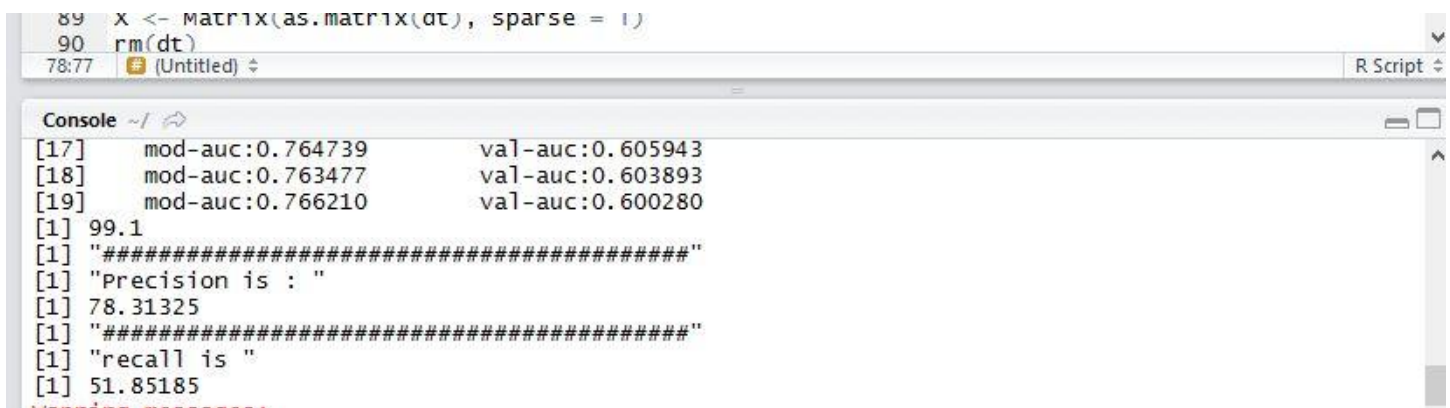 89 X <- Matrix(as.matrix(dt), sparse = T)
90 rm(dt)
78:77 # (Untitled) R Script
Console ~/
[17] mod-auc:0.764739 val-auc:0.605943
[18] mod-auc:0.763477 val-auc:0.603893
[19] mod-auc:0.766210 val-auc:0.600280
[1] 99.1
[1] "##########################################"
[1] "Precision is : "
[1] 78.31325
[1] "##########################################"
[1] "recall is "
[1] 51.85185
Warning messages: